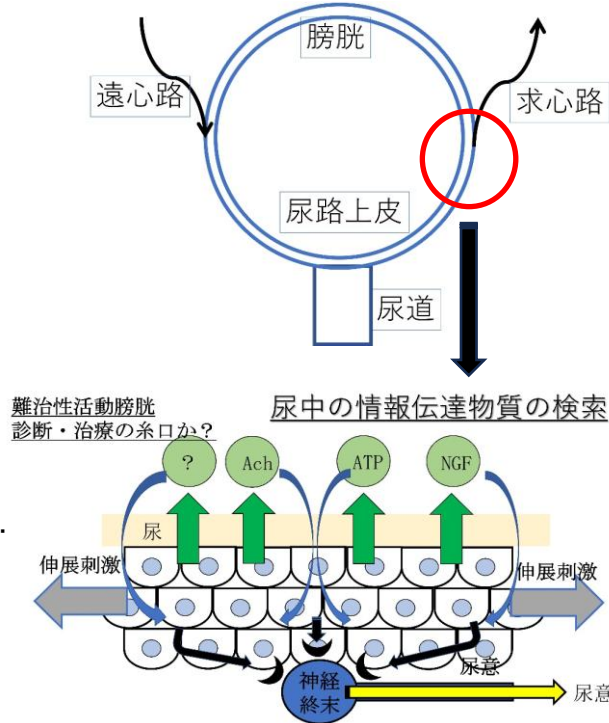 膀胱
遠心路
求心路
尿路上皮
尿道
難治性活動膀胱
診断・治療の糸口か？
尿中の情報伝達物質の検索
?
Ach
ATP
NGF
尿
伸展刺激
伸展刺激
尿意
神経
終末
尿意